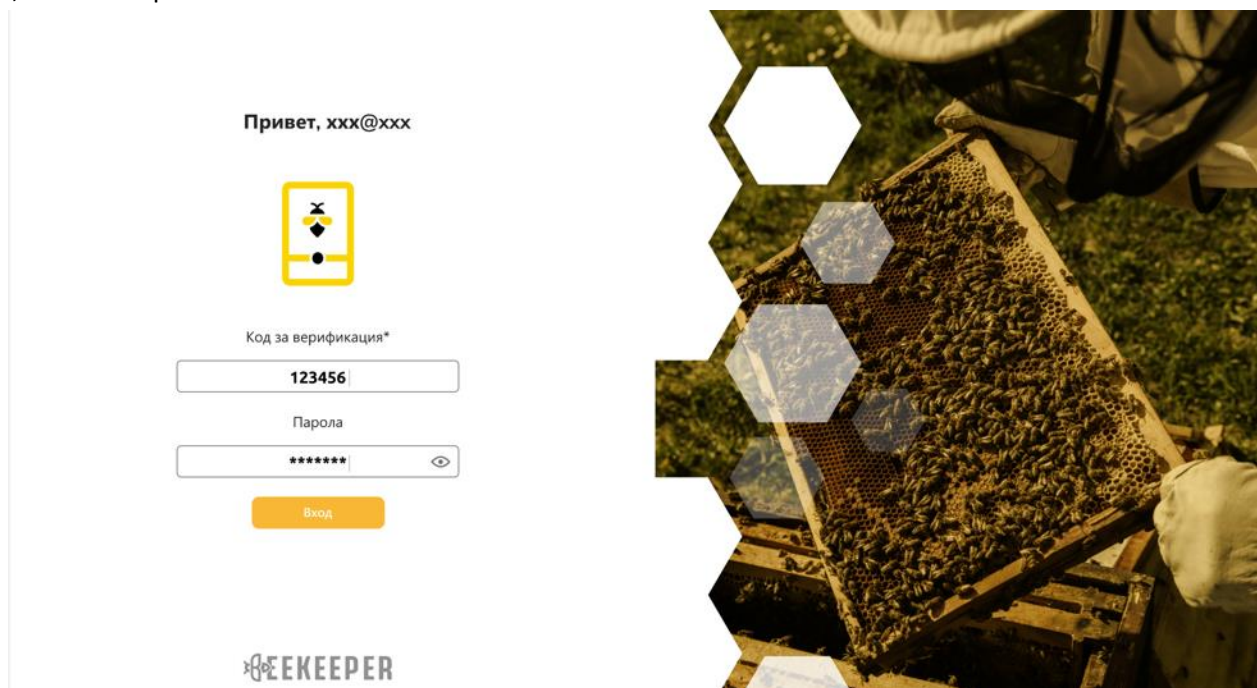 Привет, xxx@xxx
Код за верификация*
123456
Парола
*******
Вход
BEEKEEPER